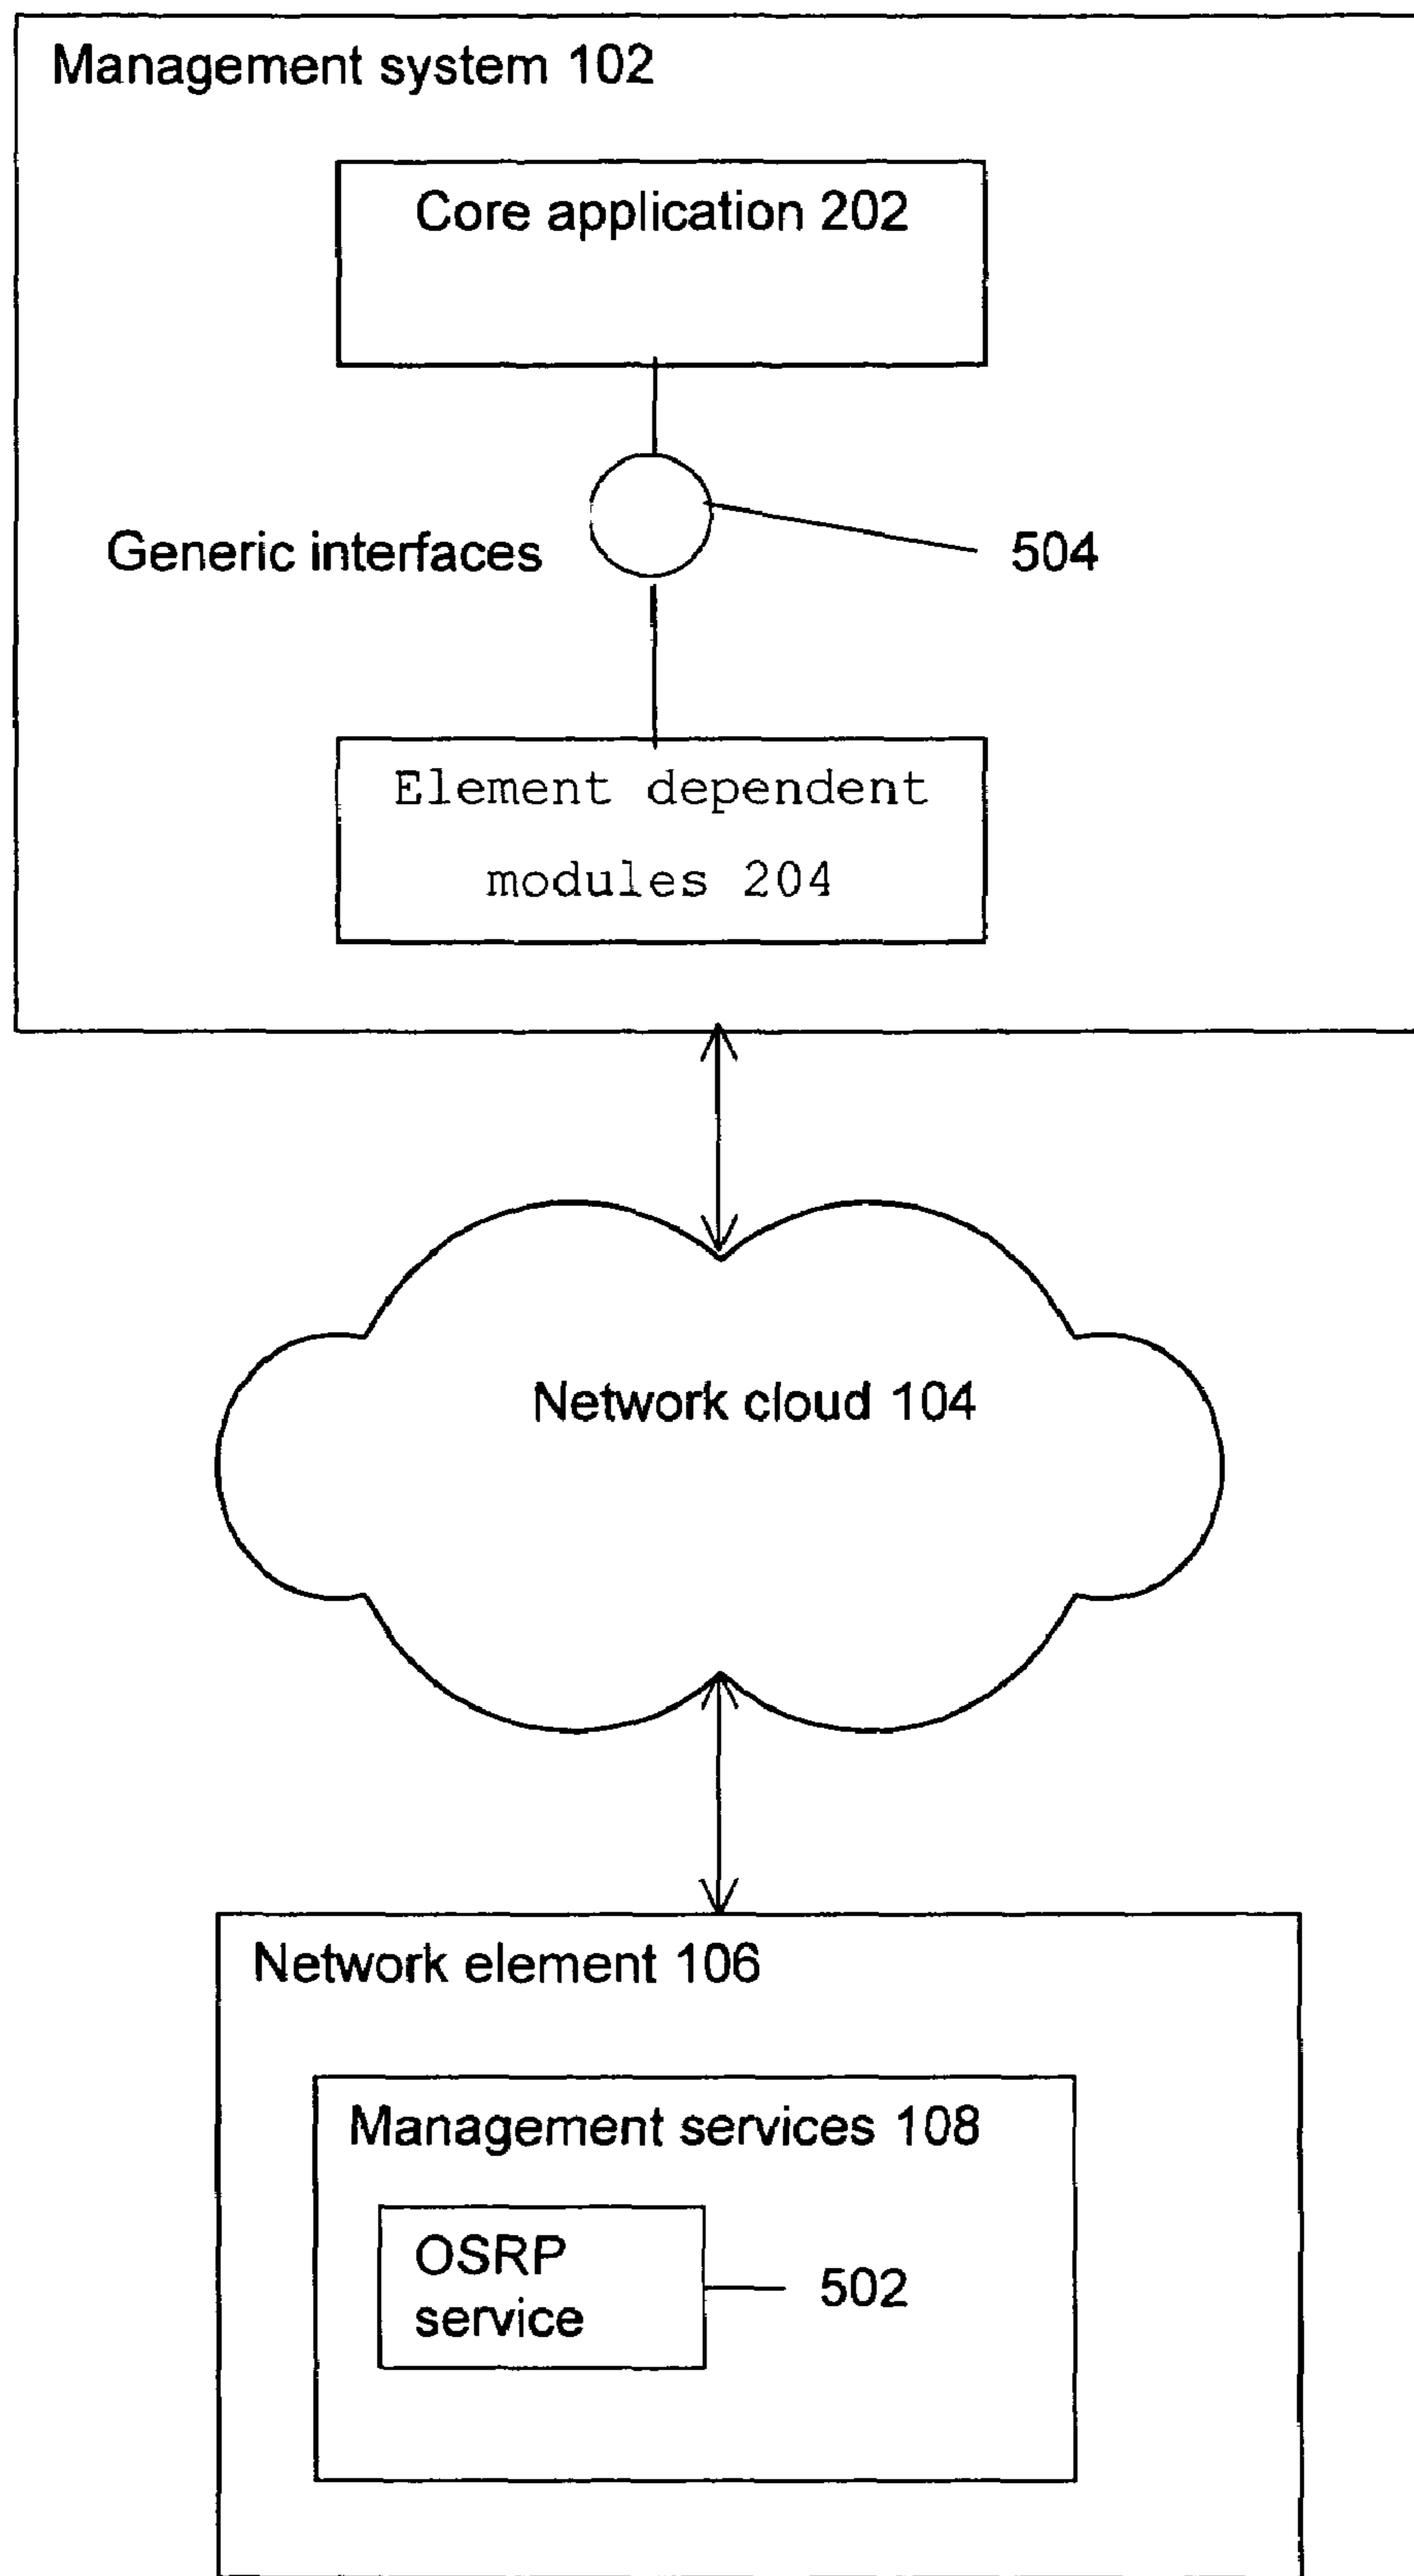 Management system 102
Core application 202
Generic interfaces
504
Element dependent
modules 204
Network cloud 104
Network element 106
Management services 108
OSRP
service
502